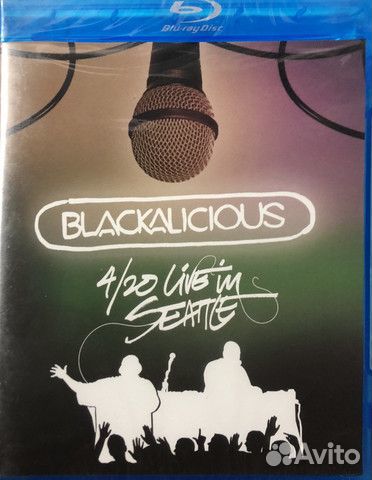 Blu-ray Disc
BLACKALICIOUS
4/20 LIVE in
SEATTLE
Avito